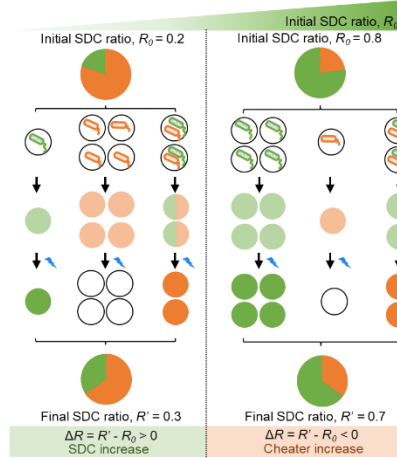 Initial SDC ratio, R₀
Initial SDC ratio, R₀ = 0.2
Initial SDC ratio, R₀ = 0.8
Final SDC ratio, R' = 0.3
Final SDC ratio, R' = 0.7
ΔR = R' - R₀ > 0
SDC increase
ΔR = R' - R₀ < 0
Cheater increase